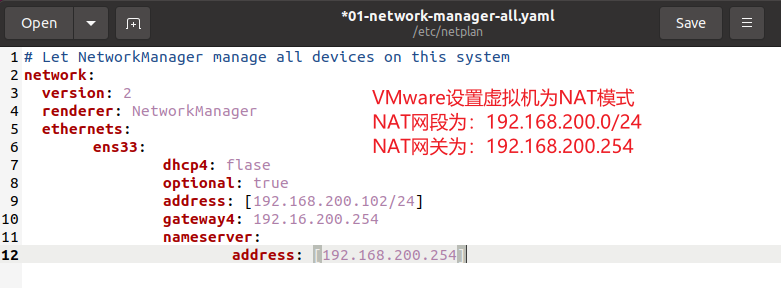 Open
*01-network-manager-all.yaml
/etc/netplan
Save
1 # Let NetworkManager manage all devices on this system
2 network:
3 version: 2
4 renderer: NetworkManager
5 ethernets:
6 ens33:
7 dhcp4: flase
8 optional: true
9 address: [192.168.200.102/24]
10 gateway4: 192.16.200.254
11 nameserver:
12 address: [192.168.200.254]
VMware设置虚拟机为NAT模式
NAT网段为：192.168.200.0/24
NAT网关为：192.168.200.254